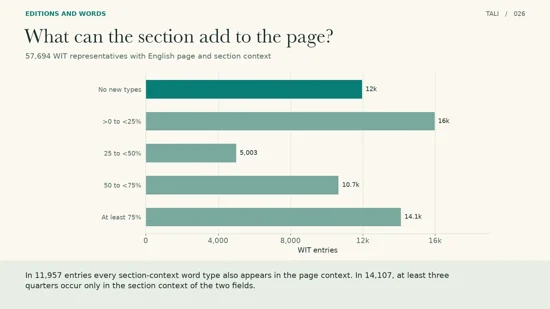 EDITIONS AND WORDS
TALI / 026
What can the section add to the page?
57,694 WIT representatives with English page and section context
No new types
12k
>0 to <25%
16k
25 to <50%
5,003
50 to <75%
10.7k
At least 75%
14.1k
0
4,000
8,000
12k
16k
WIT entries
In 11,957 entries every section-context word type also appears in the page context. In 14,107, at least three
quarters occur only in the section context of the two fields.